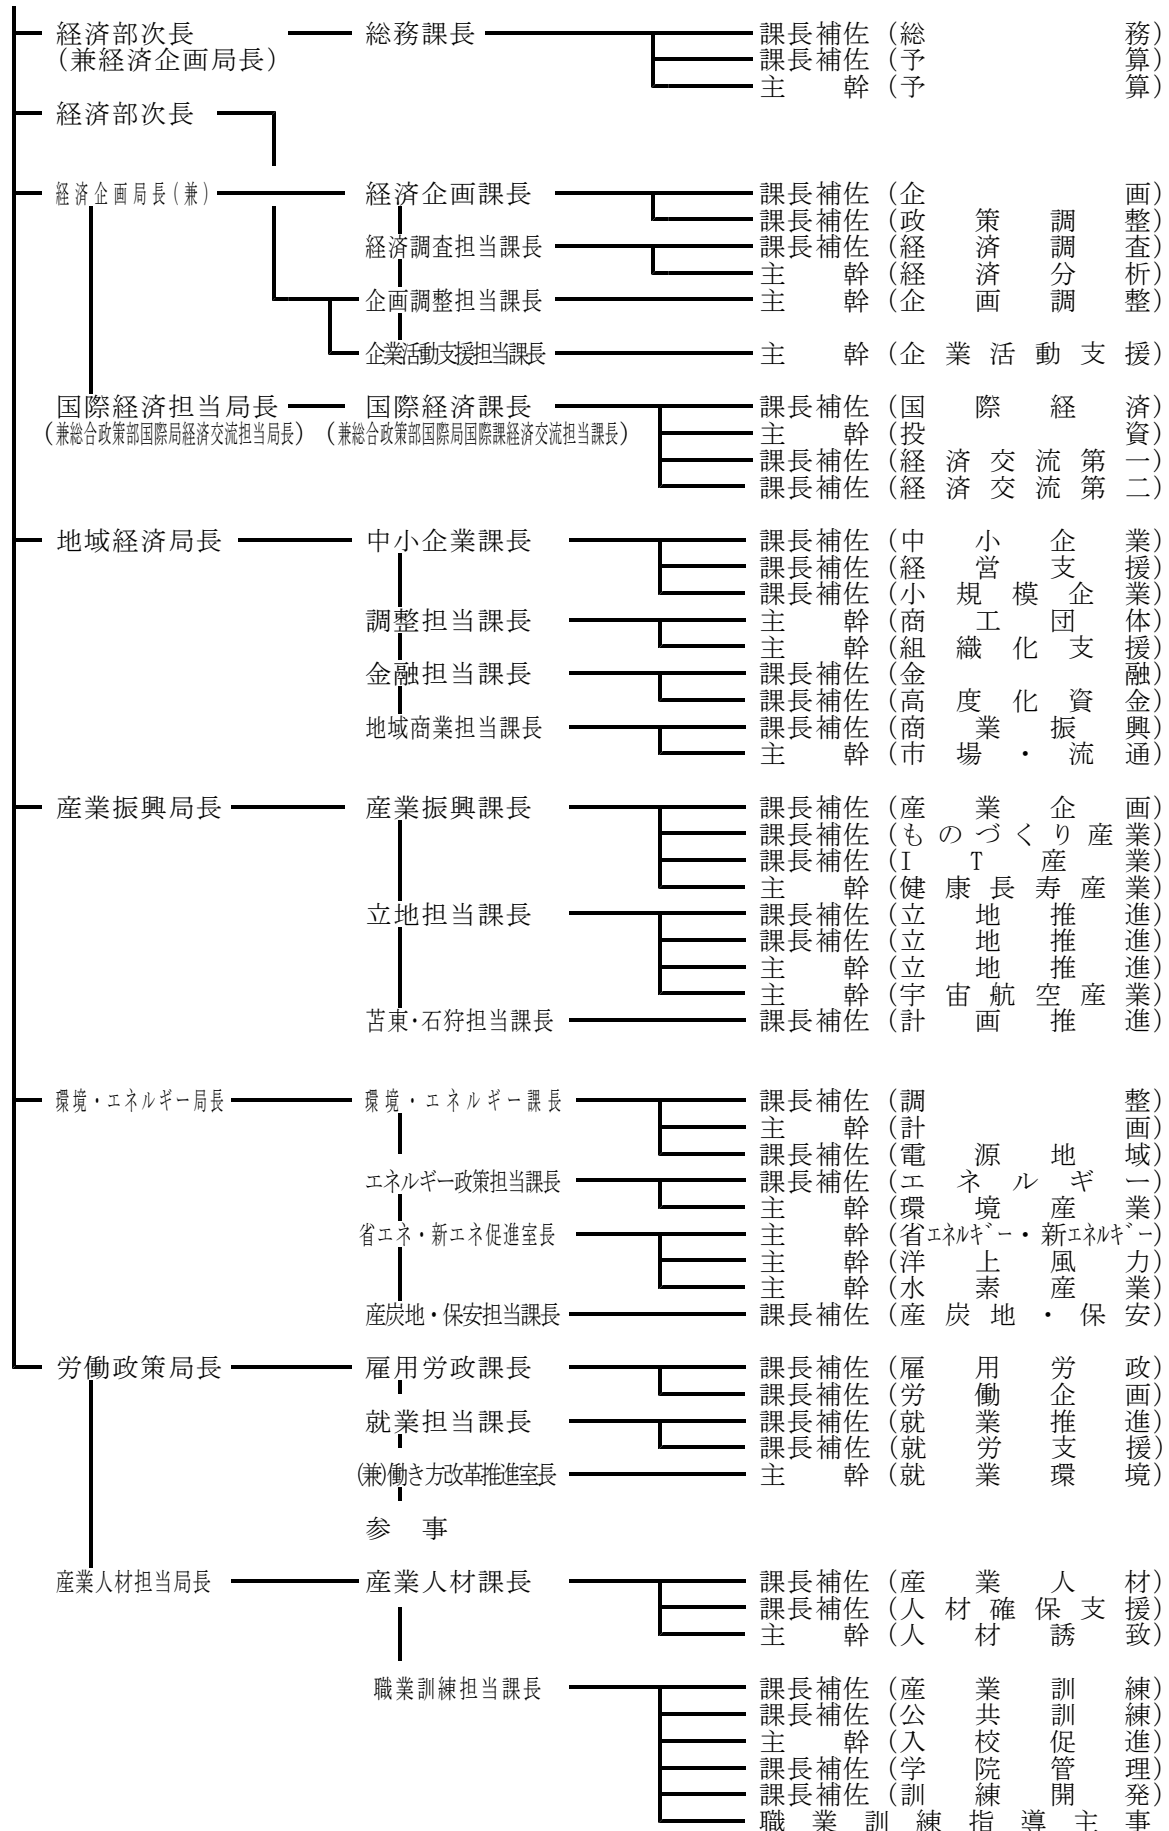 経済部次長 総務課長 課長補佐（総務）
（兼経済企画局長） 課長補佐（予算）
主幹（予算）
経済部次長
経済企画局長（兼） 経済企画課長 課長補佐（企画）
課長補佐（政策調整）
経済調査担当課長 課長補佐（経済調査）
主幹（経済分析）
企画調整担当課長 主幹（企画調整）
企業活動支援担当課長 主幹（企業活動支援）
国際経済担当局長 国際経済課長 課長補佐（国際経済）
（兼総合政策部国際局経済交流担当局長） （兼総合政策部国際局国際課経済交流担当課長） 主幹（投資）
課長補佐（経済交流第一）
課長補佐（経済交流第二）
地域経済局長 中小企業課長 課長補佐（中小企業）
課長補佐（経営支援）
課長補佐（小規模企業）
調整担当課長 主幹（商工団体）
主幹（組織化支援）
金融担当課長 課長補佐（金融）
課長補佐（高度化資金）
地域商業担当課長 課長補佐（商業振興）
主幹（市場・流通）
産業振興局長 産業振興課長 課長補佐（産業企画）
課長補佐（ものづくり産業）
課長補佐（ＩＴ産業）
主幹（健康長寿産業）
立地担当課長 課長補佐（立地推進）
課長補佐（立地推進）
主幹（立地推進）
主幹（宇宙航空産業）
苫東・石狩担当課長 課長補佐（計画推進）
環境・エネルギー局長 環境・エネルギー課長 課長補佐（調整）
主幹（計画）
課長補佐（電源地域）
エネルギー政策担当課長 課長補佐（エネルギー）
主幹（環境産業）
省エネ・新エネ促進室長 主幹（省エネルギー・新エネルギー）
主幹（洋上風力）
主幹（水素産業）
産炭地・保安担当課長 課長補佐（産炭地・保安）
労働政策局長 雇用労政課長 課長補佐（雇用労政）
課長補佐（労働企画）
就業担当課長 課長補佐（就業推進）
課長補佐（就労支援）
(兼)働き方改革推進室長 主幹（就業環境）
参事
産業人材担当局長 産業人材課長 課長補佐（産業人材）
課長補佐（人材確保支援）
主幹（人材誘致）
職業訓練担当課長 課長補佐（産業訓練）
課長補佐（公共訓練）
主幹（入校促進）
課長補佐（学院管理）
課長補佐（訓練開発）
職業訓練指導主事